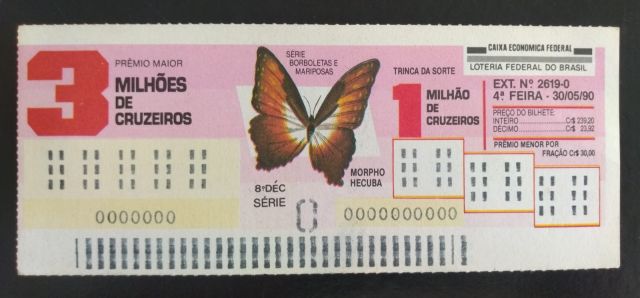 3
PRÊMIO MAIOR
MILHÕES
DE
CRUZEIROS
SÉRIE
BORBOLETAS E
MARIPOSAS
MORPHO
HECUBA
8ª DÉC
SÉRIE
0
0000000
TRINCA DA SORTE
1 MILHÃO
DE
CRUZEIROS
0000000000
CAIXA ECONOMICA FEDERAL
LOTERIA FEDERAL DO BRASIL
EXT. Nº 2619-0
4ª FEIRA - 30/05/90
PREÇO DO BILHETE:
INTEIRO Cr$ 239,20
DÉCIMO Cr$ 23,92
PRÊMIO MENOR POR
FRAÇÃO Cr$ 30,00